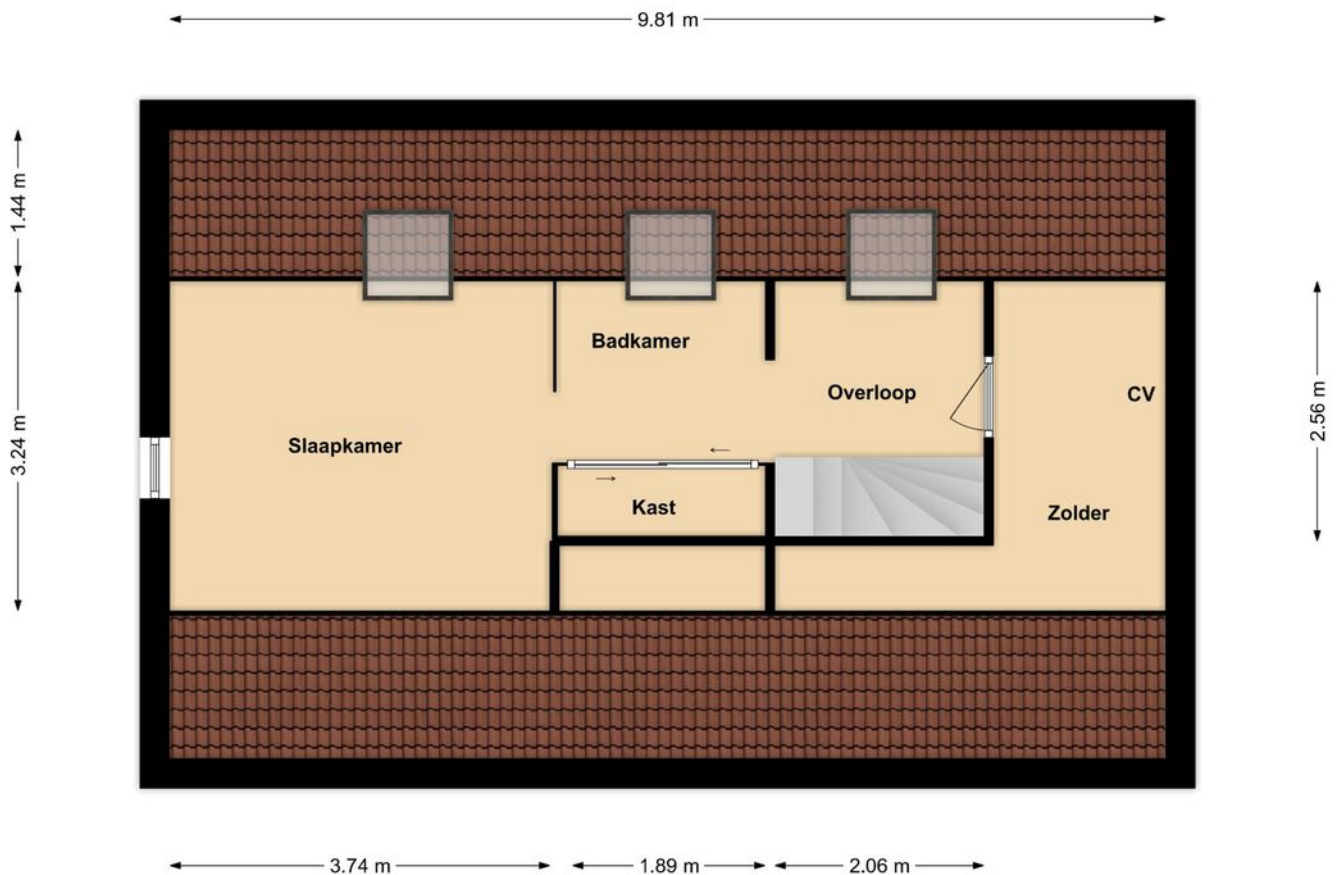 9.81 m
1.44 m
Badkamer
Overloop
CV
2.56 m
3.24 m
Slaapkamer
Kast
Zolder
3.74 m
1.89 m
2.06 m